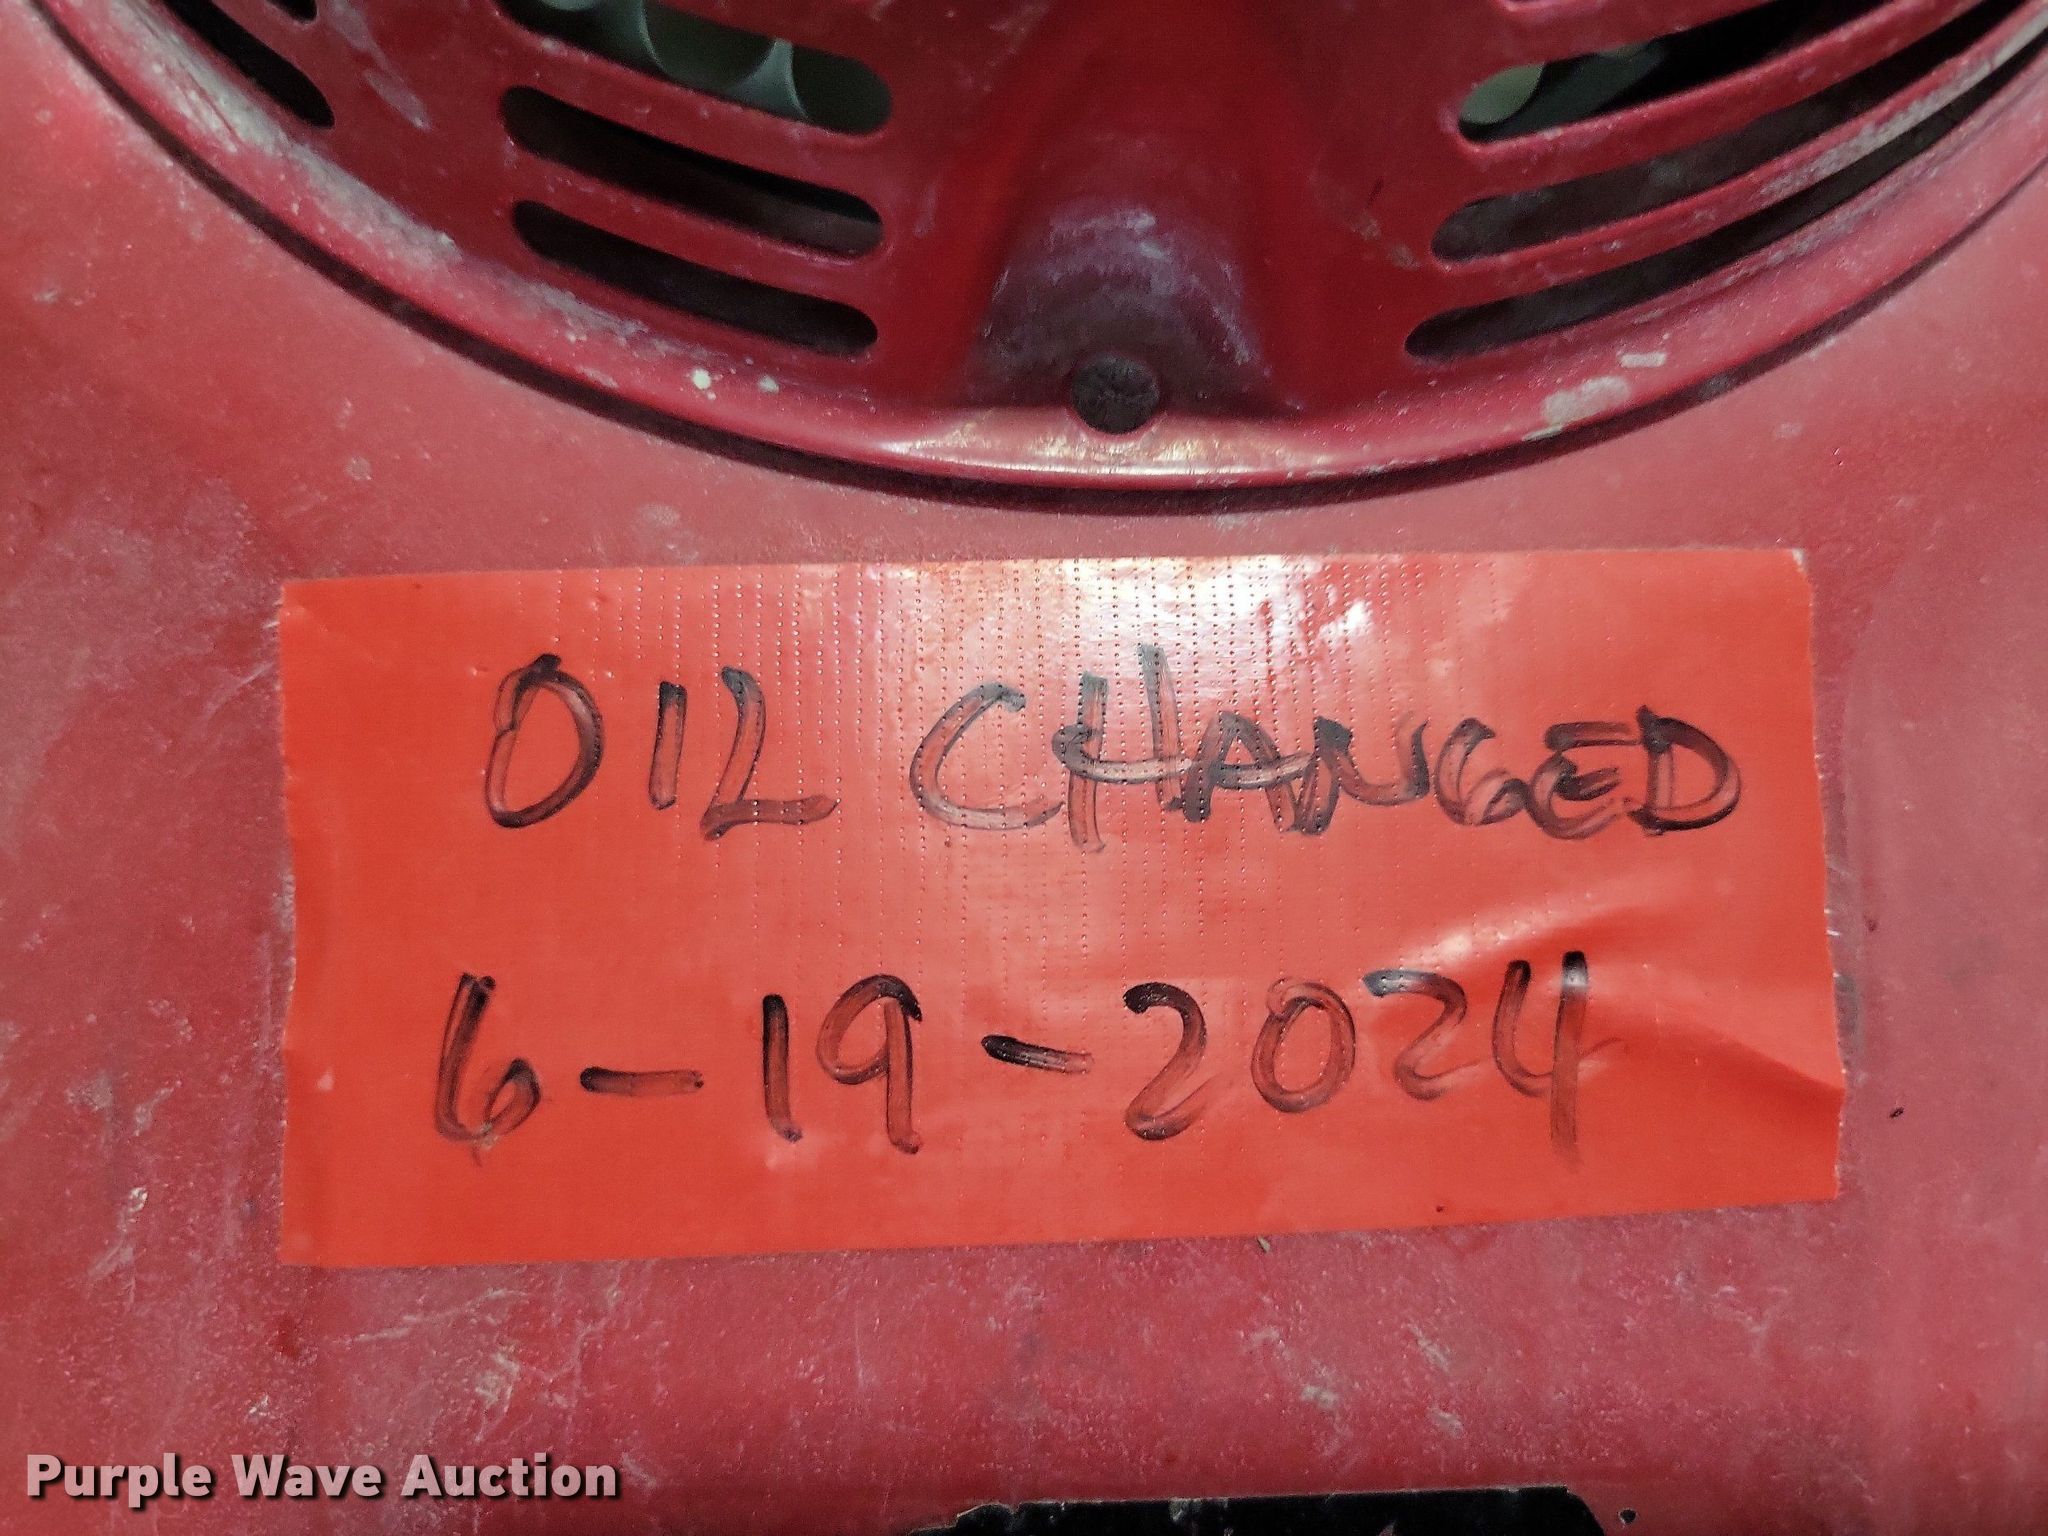 OIL CHANGED
6-19-2024
Purple Wave Auction